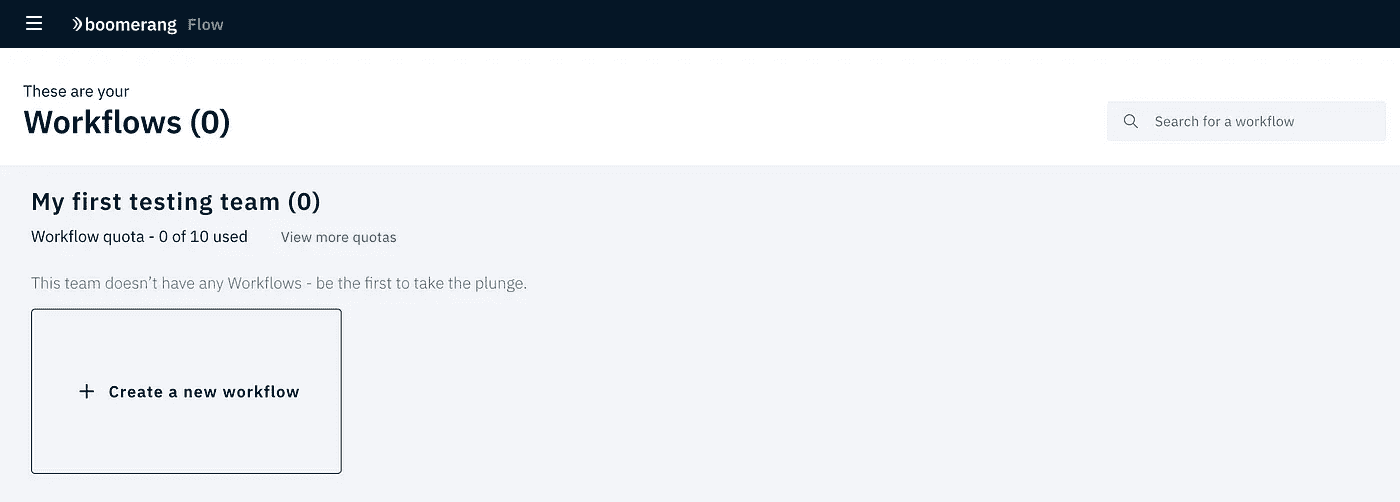 boomerang Flow
These are your
Workflows (0)
Search for a workflow
My first testing team (0)
Workflow quota - 0 of 10 used View more quotas
This team doesn’t have any Workflows - be the first to take the plunge.
Create a new workflow